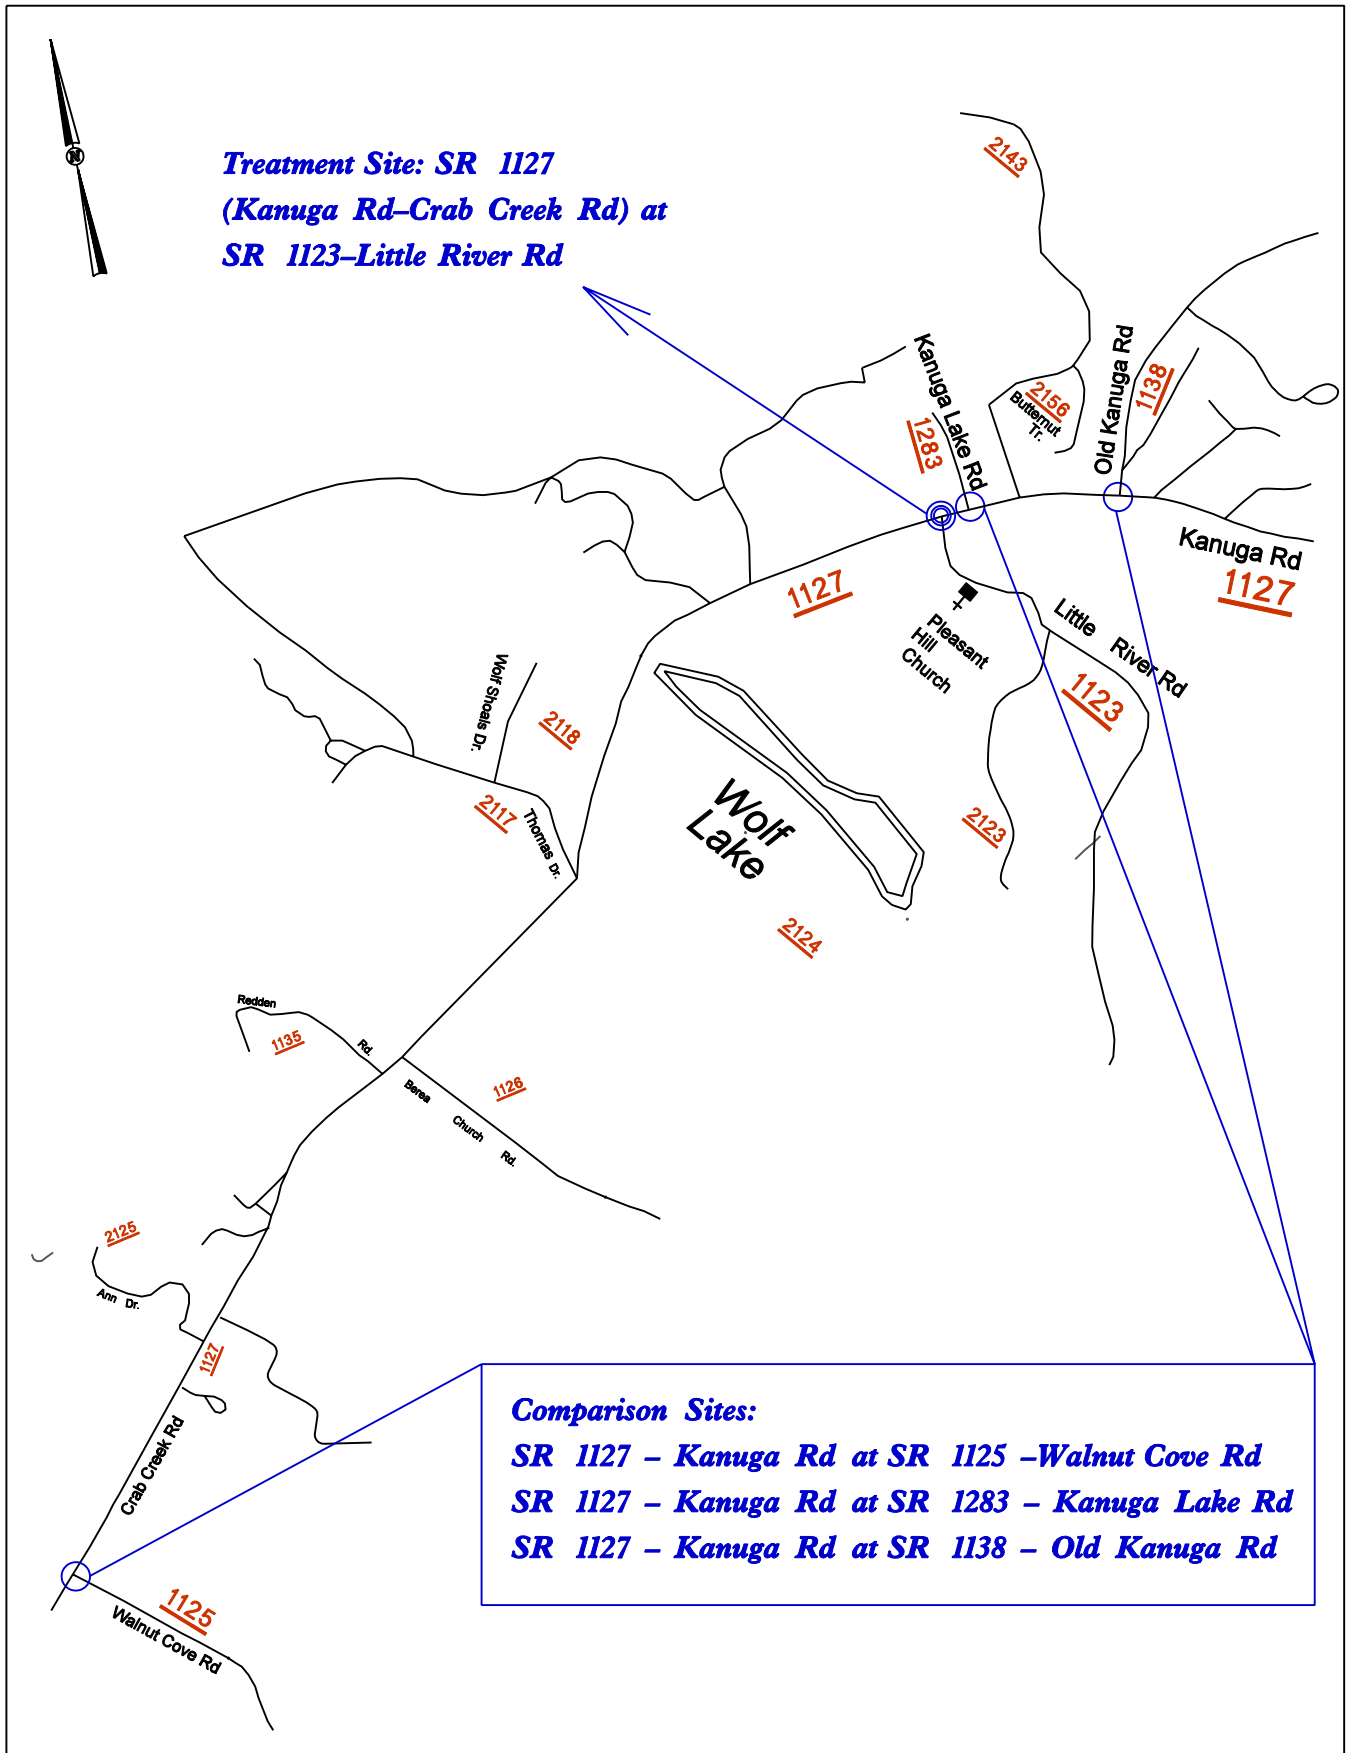 N
Treatment Site: SR 1127
(Kanuga Rd–Crab Creek Rd) at
SR 1123–Little River Rd
2143
Kanuga Lake Rd
1283
2156
Butternut
Tr.
Old Kanuga Rd
1138
Kanuga Rd
1127
1127
Pleasant
Hill
Church
Little River Rd
1123
Wolf Shoals Dr.
2118
2117
Thomas Dr.
Wolf
Lake
2123
2124
Redden Rd.
1135
1126
Berea Church Rd.
2125
Ann Dr.
1127
Crab Creek Rd
1125
Walnut Cove Rd
Comparison Sites:
SR 1127 – Kanuga Rd at SR 1125 –Walnut Cove Rd
SR 1127 – Kanuga Rd at SR 1283 – Kanuga Lake Rd
SR 1127 – Kanuga Rd at SR 1138 – Old Kanuga Rd